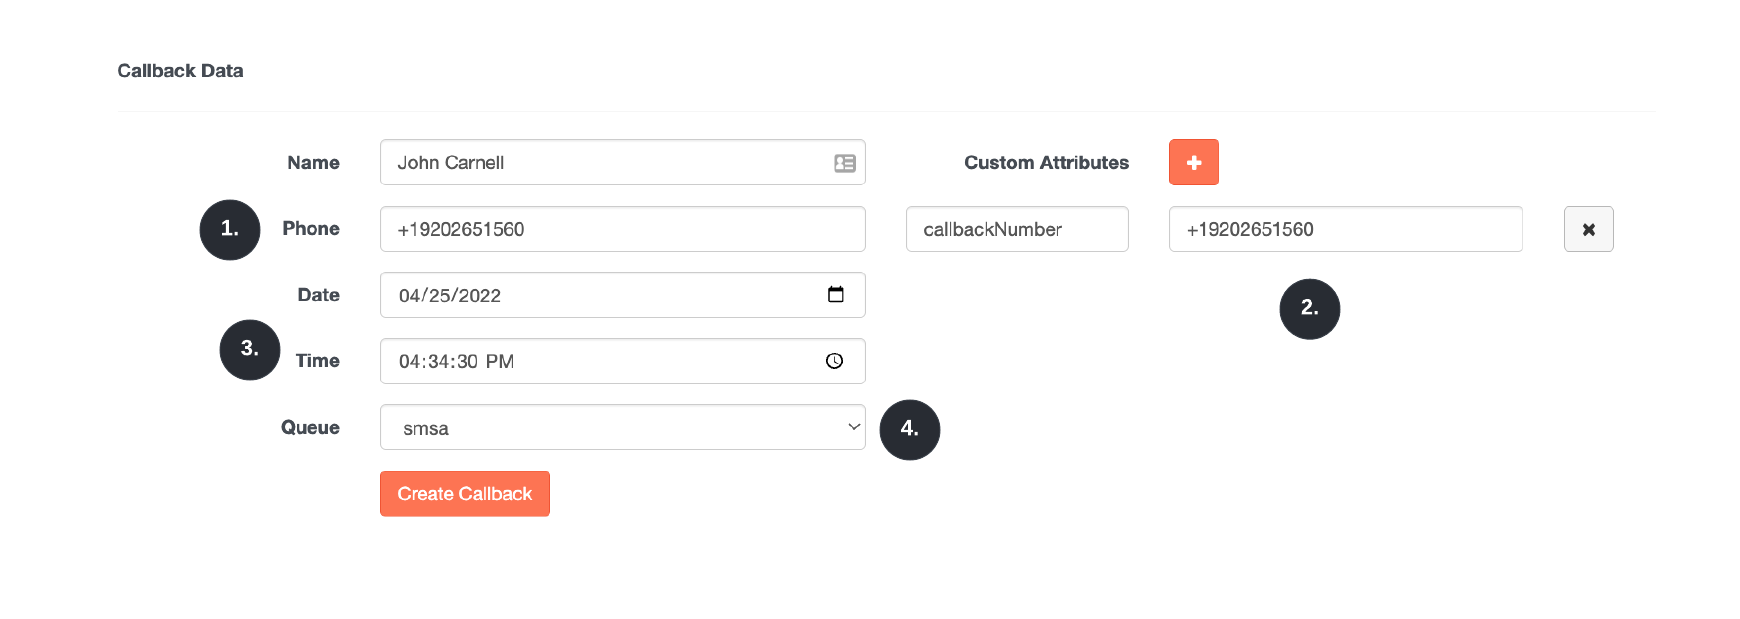 Callback Data
Name John Carnell Custom Attributes
1. Phone +19202651560 callbackNumber +19202651560
Date 04/25/2022
2.
3. Time 04:34:30 PM
Queue smsa 4.
Create Callback